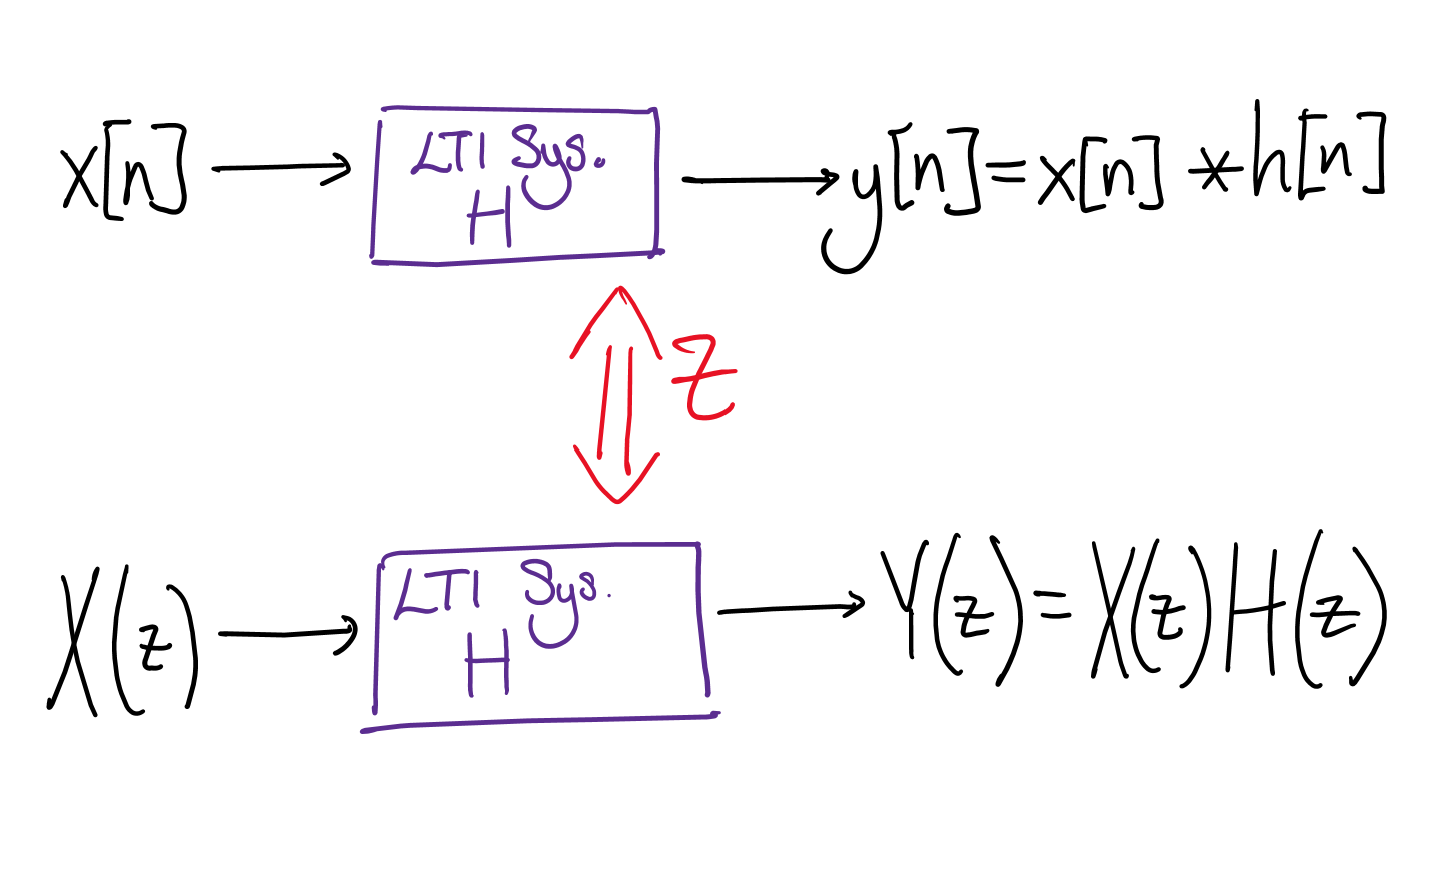 x[n] LTI Sys. y[n] = x[n] * h[n]
H
Z
X(z) LTI Sys. Y(z) = X(z) H(z)
H